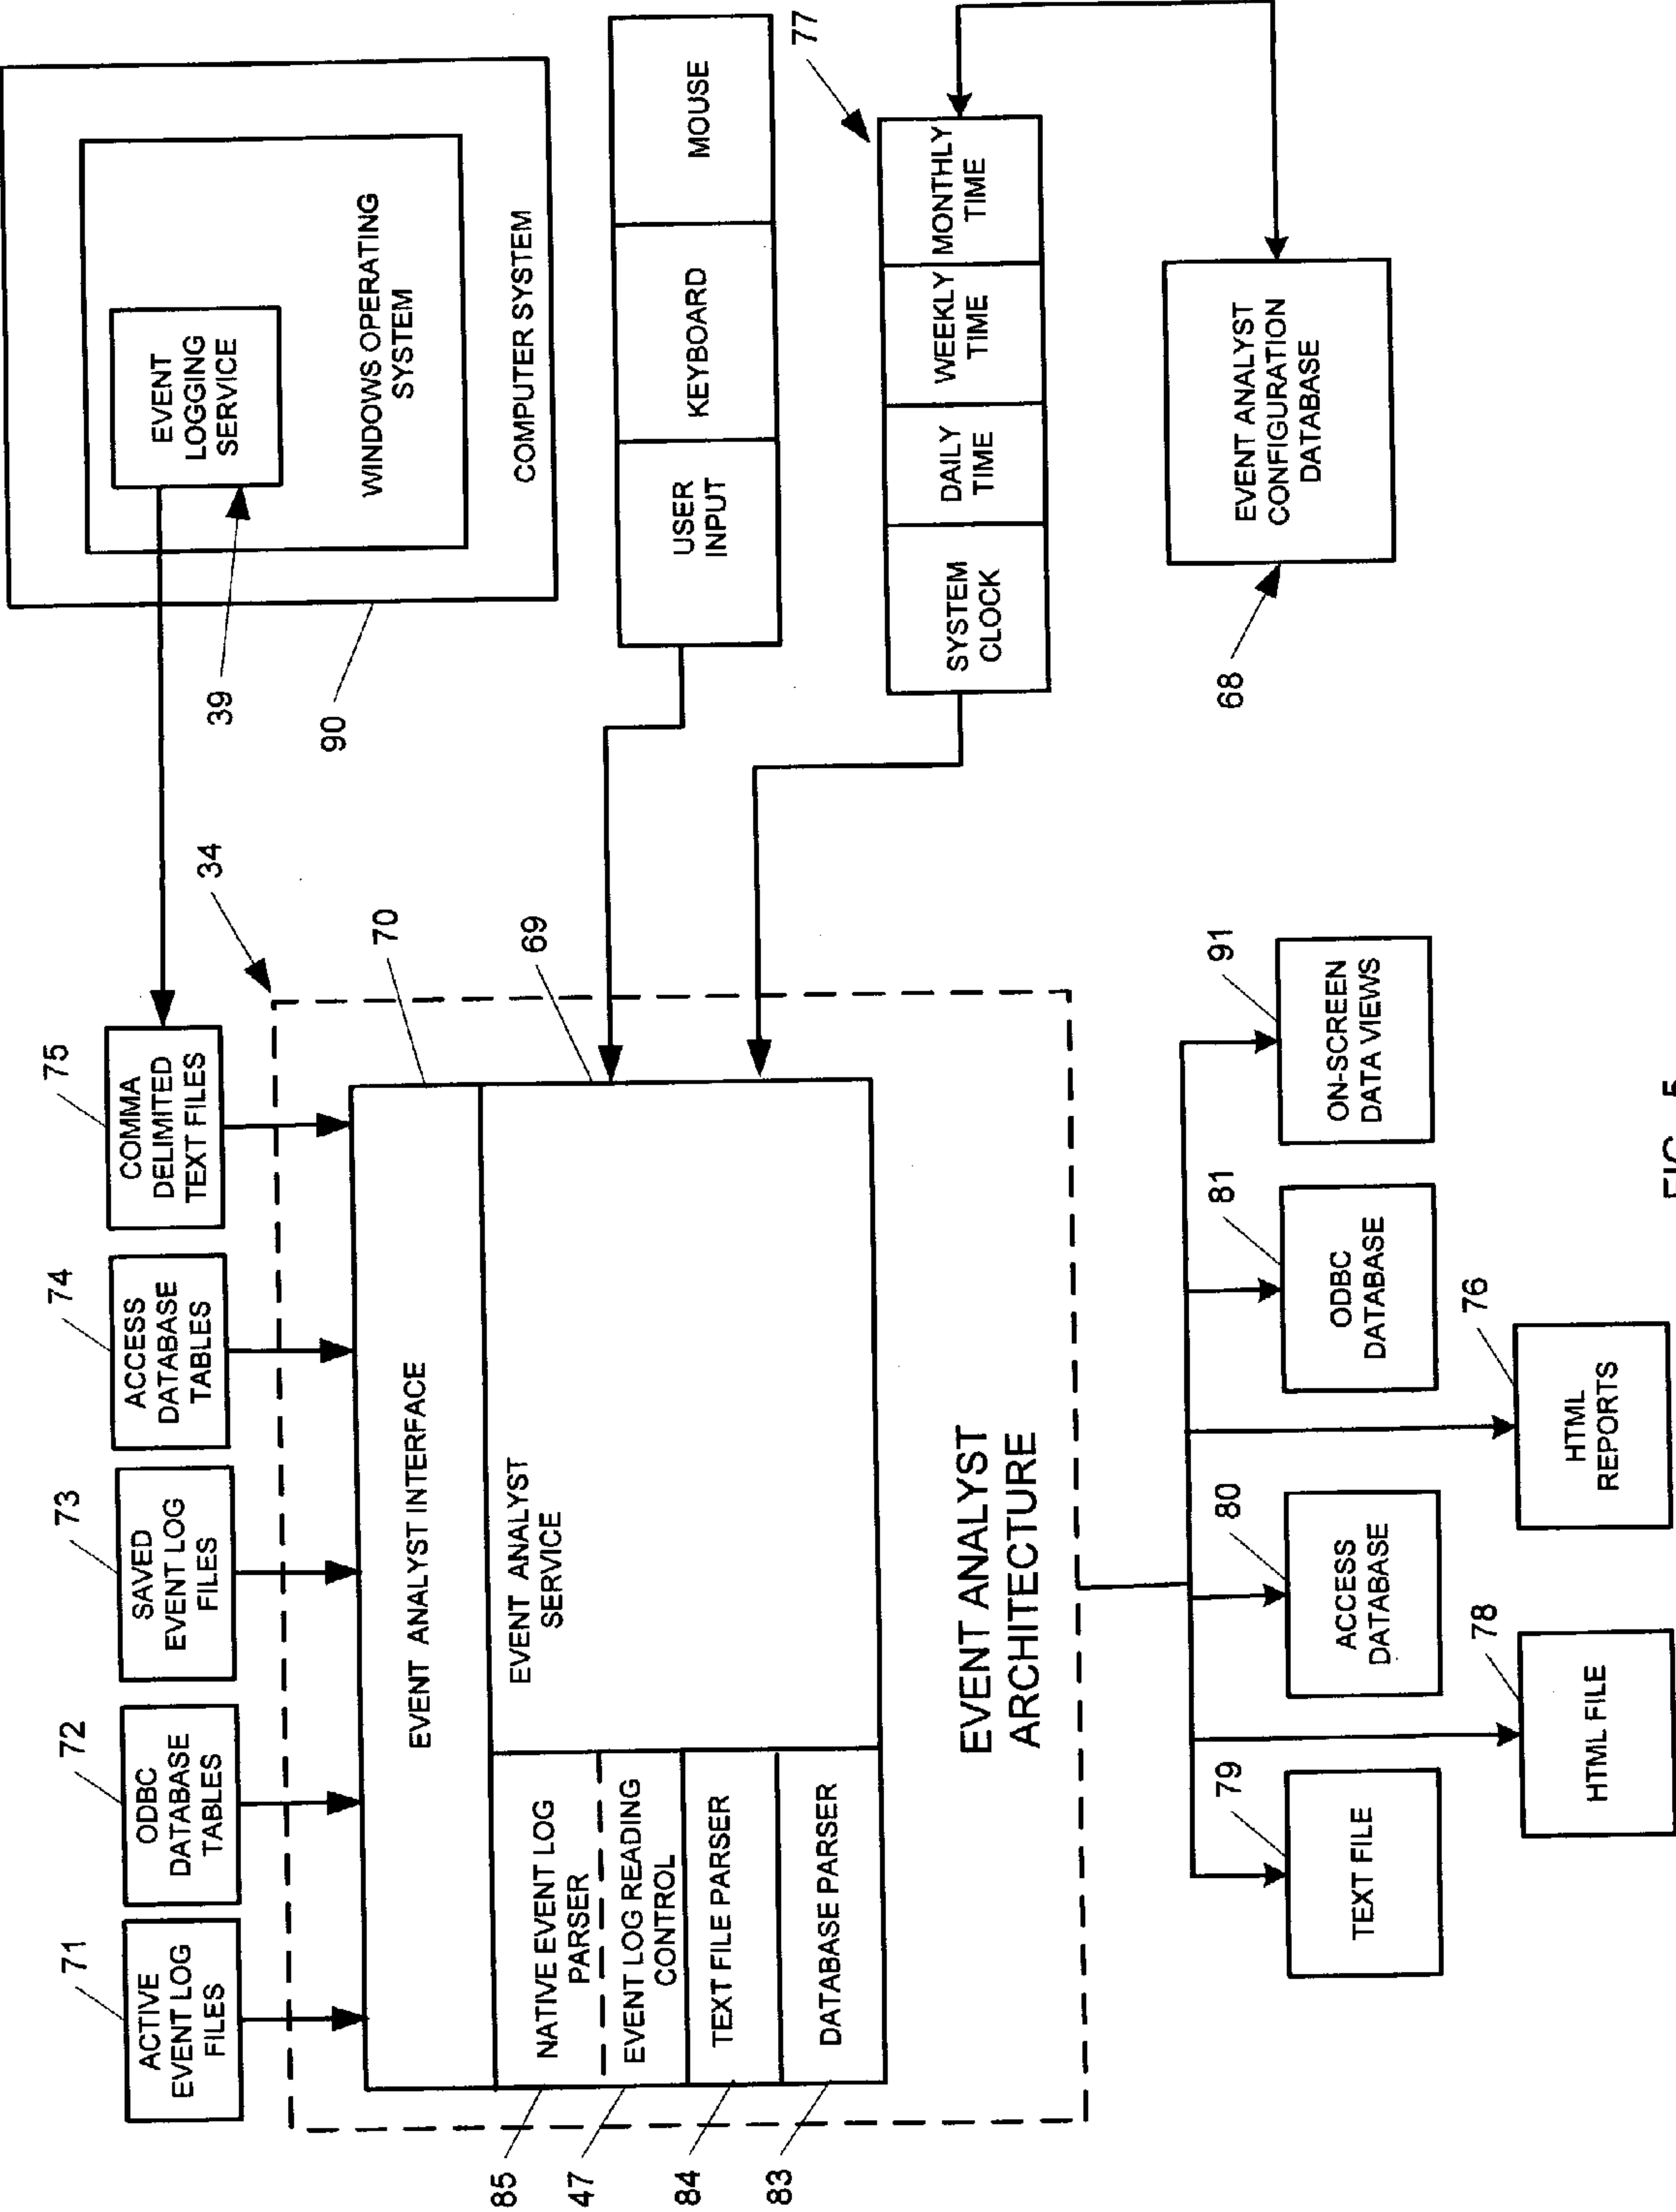 71
ACTIVE
EVENT LOG
FILES
72
ODBC
DATABASE
TABLES
73
SAVED
EVENT LOG
FILES
74
ACCESS
DATABASE
TABLES
75
COMMA
DELIMITED
TEXT FILES
34
39
90
EVENT
LOGGING
SERVICE
WINDOWS OPERATING
SYSTEM
COMPUTER SYSTEM
70
EVENT ANALYST INTERFACE
69
EVENT ANALYST
SERVICE
85
NATIVE EVENT LOG
PARSER
47
EVENT LOG READING
CONTROL
84
TEXT FILE PARSER
83
DATABASE PARSER
EVENT ANALYST
ARCHITECTURE
USER
INPUT
KEYBOARD
MOUSE
77
SYSTEM
CLOCK
DAILY
TIME
WEEKLY
TIME
MONTHLY
TIME
68
EVENT ANALYST
CONFIGURATION
DATABASE
79
TEXT FILE
80
ACCESS
DATABASE
81
ODBC
DATABASE
91
ON-SCREEN
DATA VIEWS
78
HTML FILE
76
HTML
REPORTS